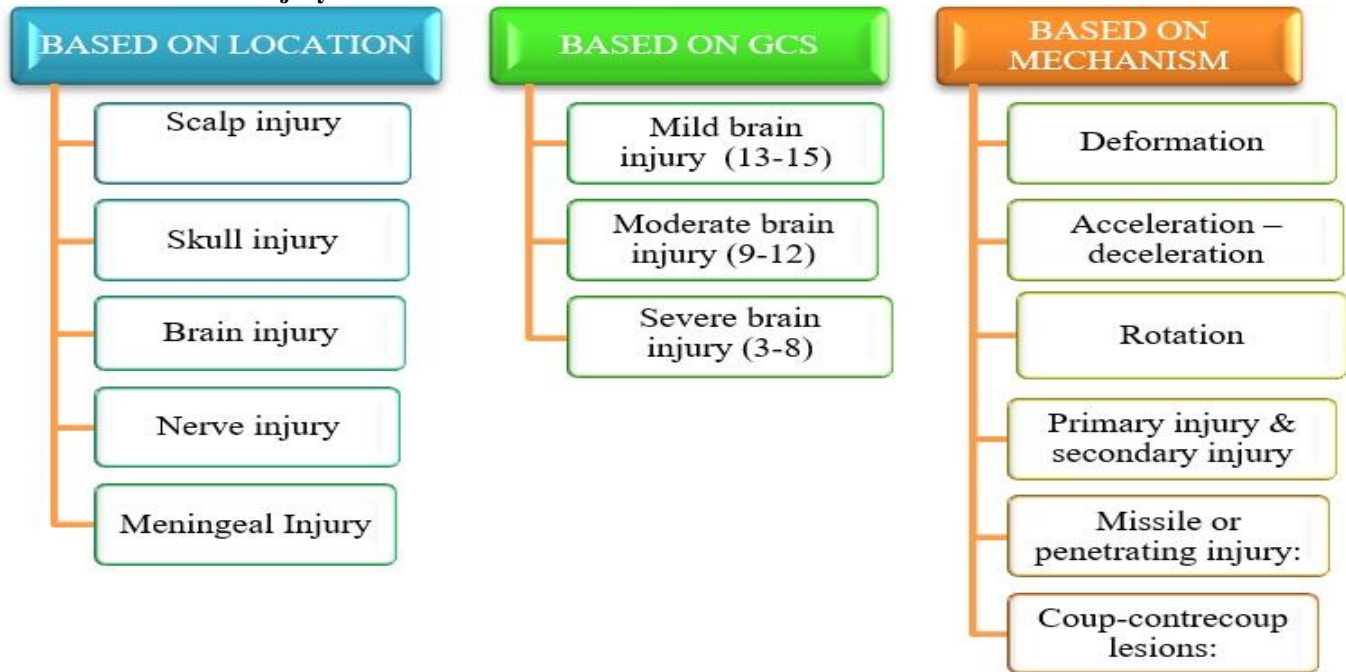 BASED ON LOCATION
Scalp injury
Skull injury
Brain injury
Nerve injury
Meningeal Injury
BASED ON GCS
Mild brain
injury (13-15)
Moderate brain
injury (9-12)
Severe brain
injury (3-8)
BASED ON
MECHANISM
Deformation
Acceleration –
deceleration
Rotation
Primary injury &
secondary injury
Missile or
penetrating injury:
Coup-contrecoup
lesions: